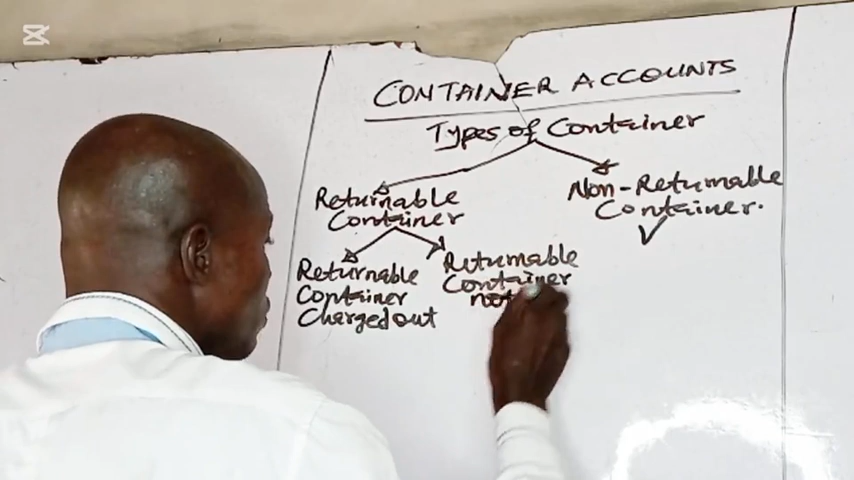 CONTAINER ACCOUNTS
Types of Container
Returnable
Container
Non-Returnable
Container.
Returnable
Container
Charged out
Returnable
Container
not